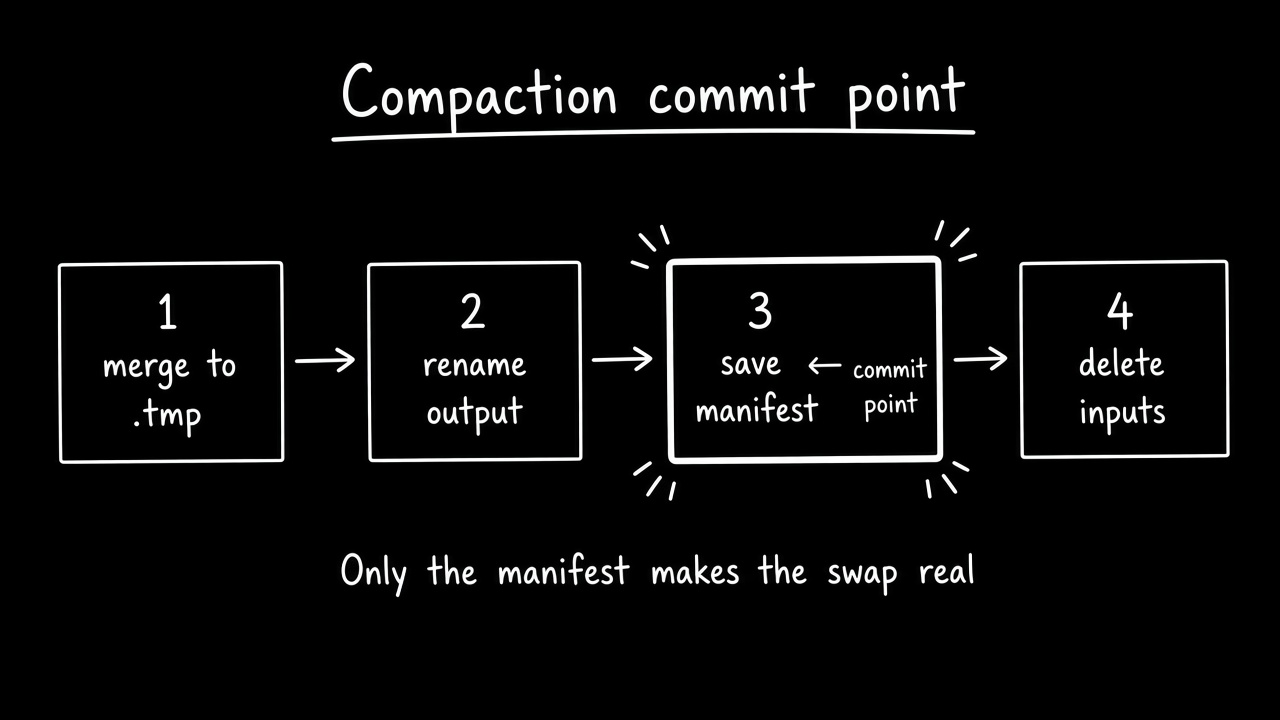 Compaction commit point
1
merge to
.tmp
2
rename
output
3
save
manifest
← commit
point
4
delete
inputs
Only the manifest makes the swap real